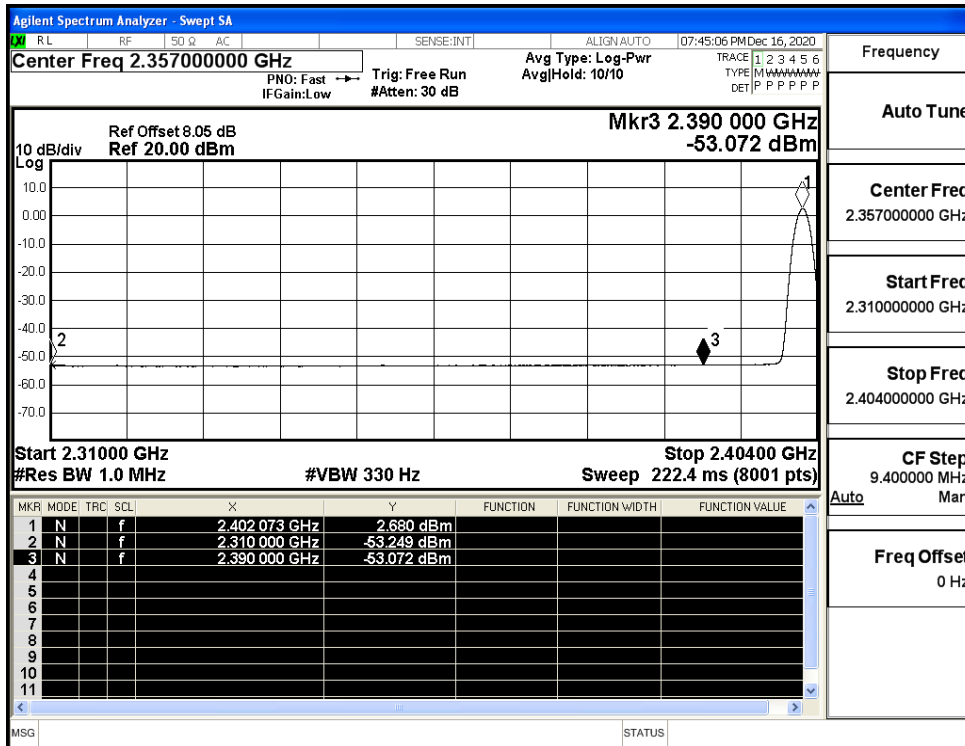 Agilent Spectrum Analyzer - Swept SA
LXI RL RF 50 Ω AC SENSE:INT ALIGN AUTO 07:45:06 PM Dec 16, 2020
Center Freq 2.357000000 GHz
PNO: Fast
IFGain:Low
Trig: Free Run
#Atten: 30 dB
Avg Type: Log-Pwr
Avg|Hold: 10/10
TRACE 1 2 3 4 5 6
TYPE M
DET P P P P P P
Mkr3 2.390 000 GHz
-53.072 dBm
Ref Offset 8.05 dB
10 dB/div Ref 20.00 dBm
Log
10.0
0.00
-10.0
-20.0
-30.0
-40.0
-50.0
-60.0
-70.0
1
2
3
Start 2.31000 GHz Stop 2.40400 GHz
#Res BW 1.0 MHz #VBW 330 Hz Sweep 222.4 ms (8001 pts)
MKR MODE TRC SCL X Y FUNCTION FUNCTION WIDTH FUNCTION VALUE
1 N f 2.402 073 GHz 2.680 dBm
2 N f 2.310 000 GHz -53.249 dBm
3 N f 2.390 000 GHz -53.072 dBm
4
5
6
7
8
9
10
11
MSG STATUS
Frequency
Auto Tune
Center Freq
2.357000000 GHz
Start Freq
2.310000000 GHz
Stop Freq
2.404000000 GHz
CF Step
9.400000 MHz
Auto Man
Freq Offset
0 Hz